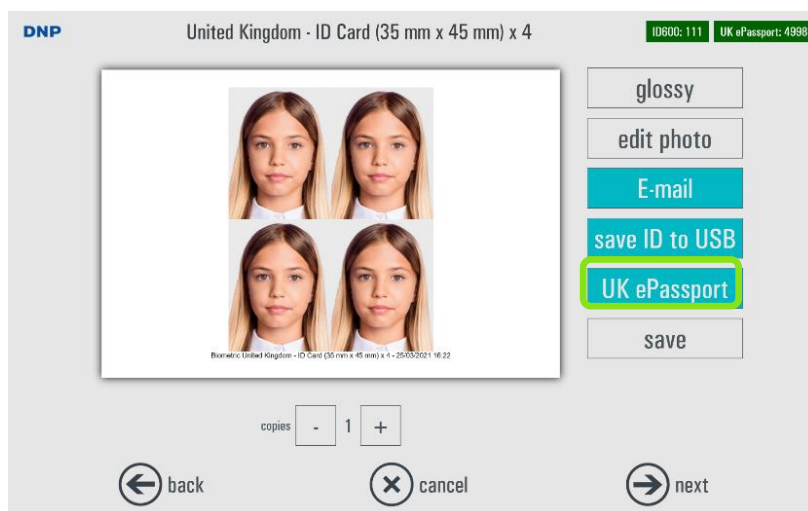 DNP
United Kingdom - ID Card (35 mm x 45 mm) x 4
ID600: 111
UK ePassport: 4998
glossy
edit photo
E-mail
save ID to USB
UK ePassport
save
Biometric United Kingdom - ID Card (35 mm x 45 mm) x 4 - 25/03/2021 16:22
copies - 1 +
back
cancel
next